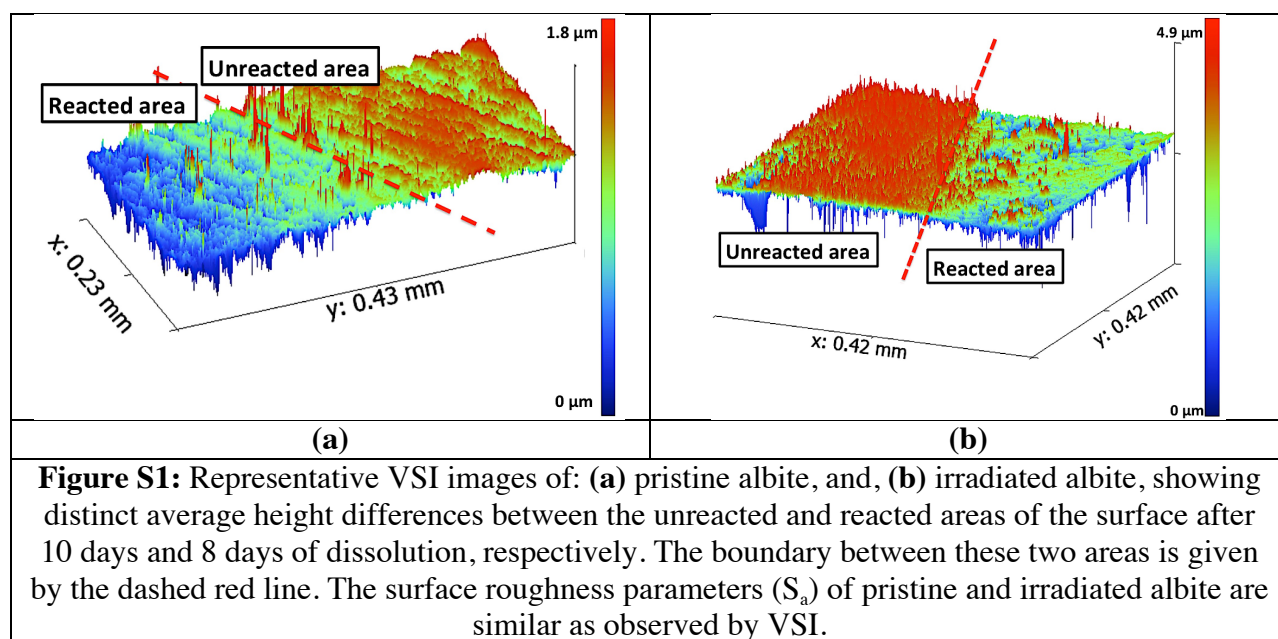 1.8 µm
Unreacted area
Reacted area
x: 0.23 mm
y: 0.43 mm
0 µm
4.9 µm
Unreacted area
Reacted area
x: 0.42 mm
y: 0.42 mm
0 µm
(a)
(b)
Figure S1: Representative VSI images of: (a) pristine albite, and, (b) irradiated albite, showing
distinct average height differences between the unreacted and reacted areas of the surface after
10 days and 8 days of dissolution, respectively. The boundary between these two areas is given
by the dashed red line. The surface roughness parameters (Sₐ) of pristine and irradiated albite are
similar as observed by VSI.